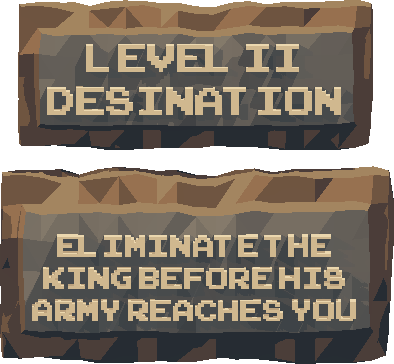 LEVEL II
DESINATION
ELIMINATE THE
KING BEFORE HIS
ARMY REACHES YOU